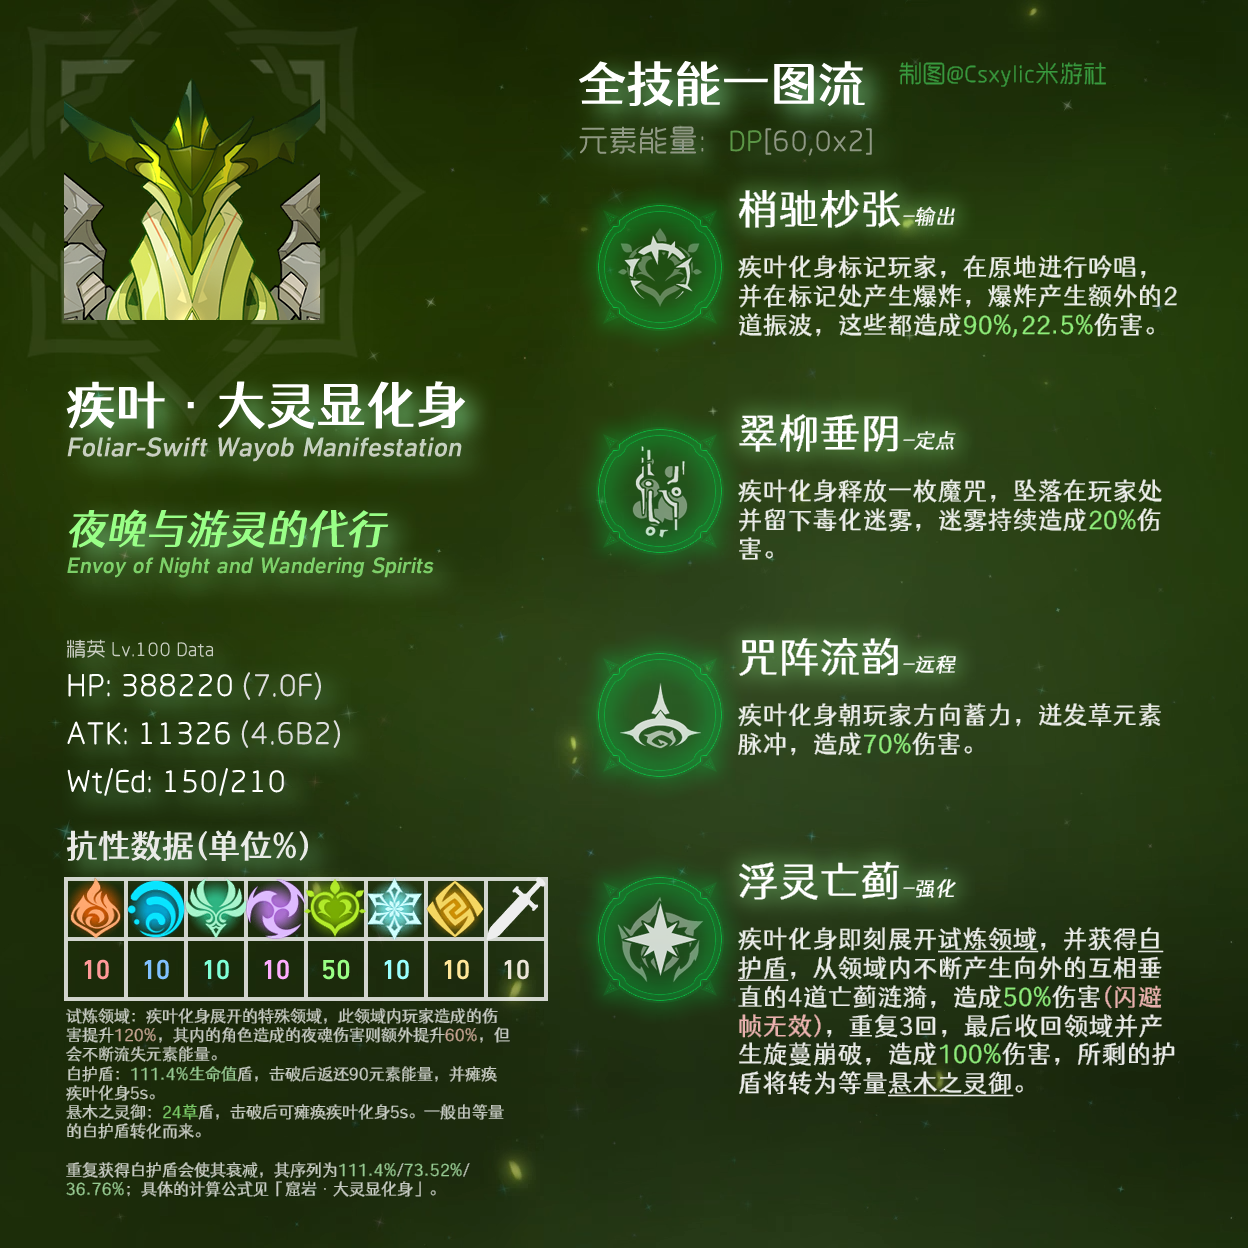 全技能一图流
制图@Csxylic米游社
元素能量: DP[60,0x2]
疾叶·大灵显化身
Foliar-Swift Wayob Manifestation
夜晚与游灵的代行
Envoy of Night and Wandering Spirits
精英 Lv.100 Data
HP: 388220 (7.0F)
ATK: 11326 (4.6B2)
Wt/Ed: 150/210
抗性数据(单位%)
10 10 10 10 50 10 10 10
试炼领域：疾叶化身展开的特殊领域，此领域内玩家造成的伤
害提升120%，其内的角色造成的夜魂伤害则额外提升60%，但
会不断流失元素能量。
白护盾：111.4%生命值盾，击破后返还90元素能量，并瘫痪
疾叶化身5s。
悬木之灵御：24草盾，击破后可瘫痪疾叶化身5s。一般由等量
的白护盾转化而来。
重复获得白护盾会使其衰减，其序列为111.4%/73.52%/
36.76%；具体的计算公式见「窟岩·大灵显化身」。
梢驰杪张-输出
疾叶化身标记玩家，在原地进行吟唱，
并在标记处产生爆炸，爆炸产生额外的2
道振波，这些都造成90%,22.5%伤害。
翠柳垂阴-定点
疾叶化身释放一枚魔咒，坠落在玩家处
并留下毒化迷雾，迷雾持续造成20%伤
害。
咒阵流韵-远程
疾叶化身朝玩家方向蓄力，迸发草元素
脉冲，造成70%伤害。
浮灵亡蓟-强化
疾叶化身即刻展开试炼领域，并获得白
护盾，从领域内不断产生向外的互相垂
直的4道亡蓟涟漪，造成50%伤害(闪避
帧无效)，重复3回，最后收回领域并产
生旋蔓崩破，造成100%伤害，所剩的护
盾将转为等量悬木之灵御。